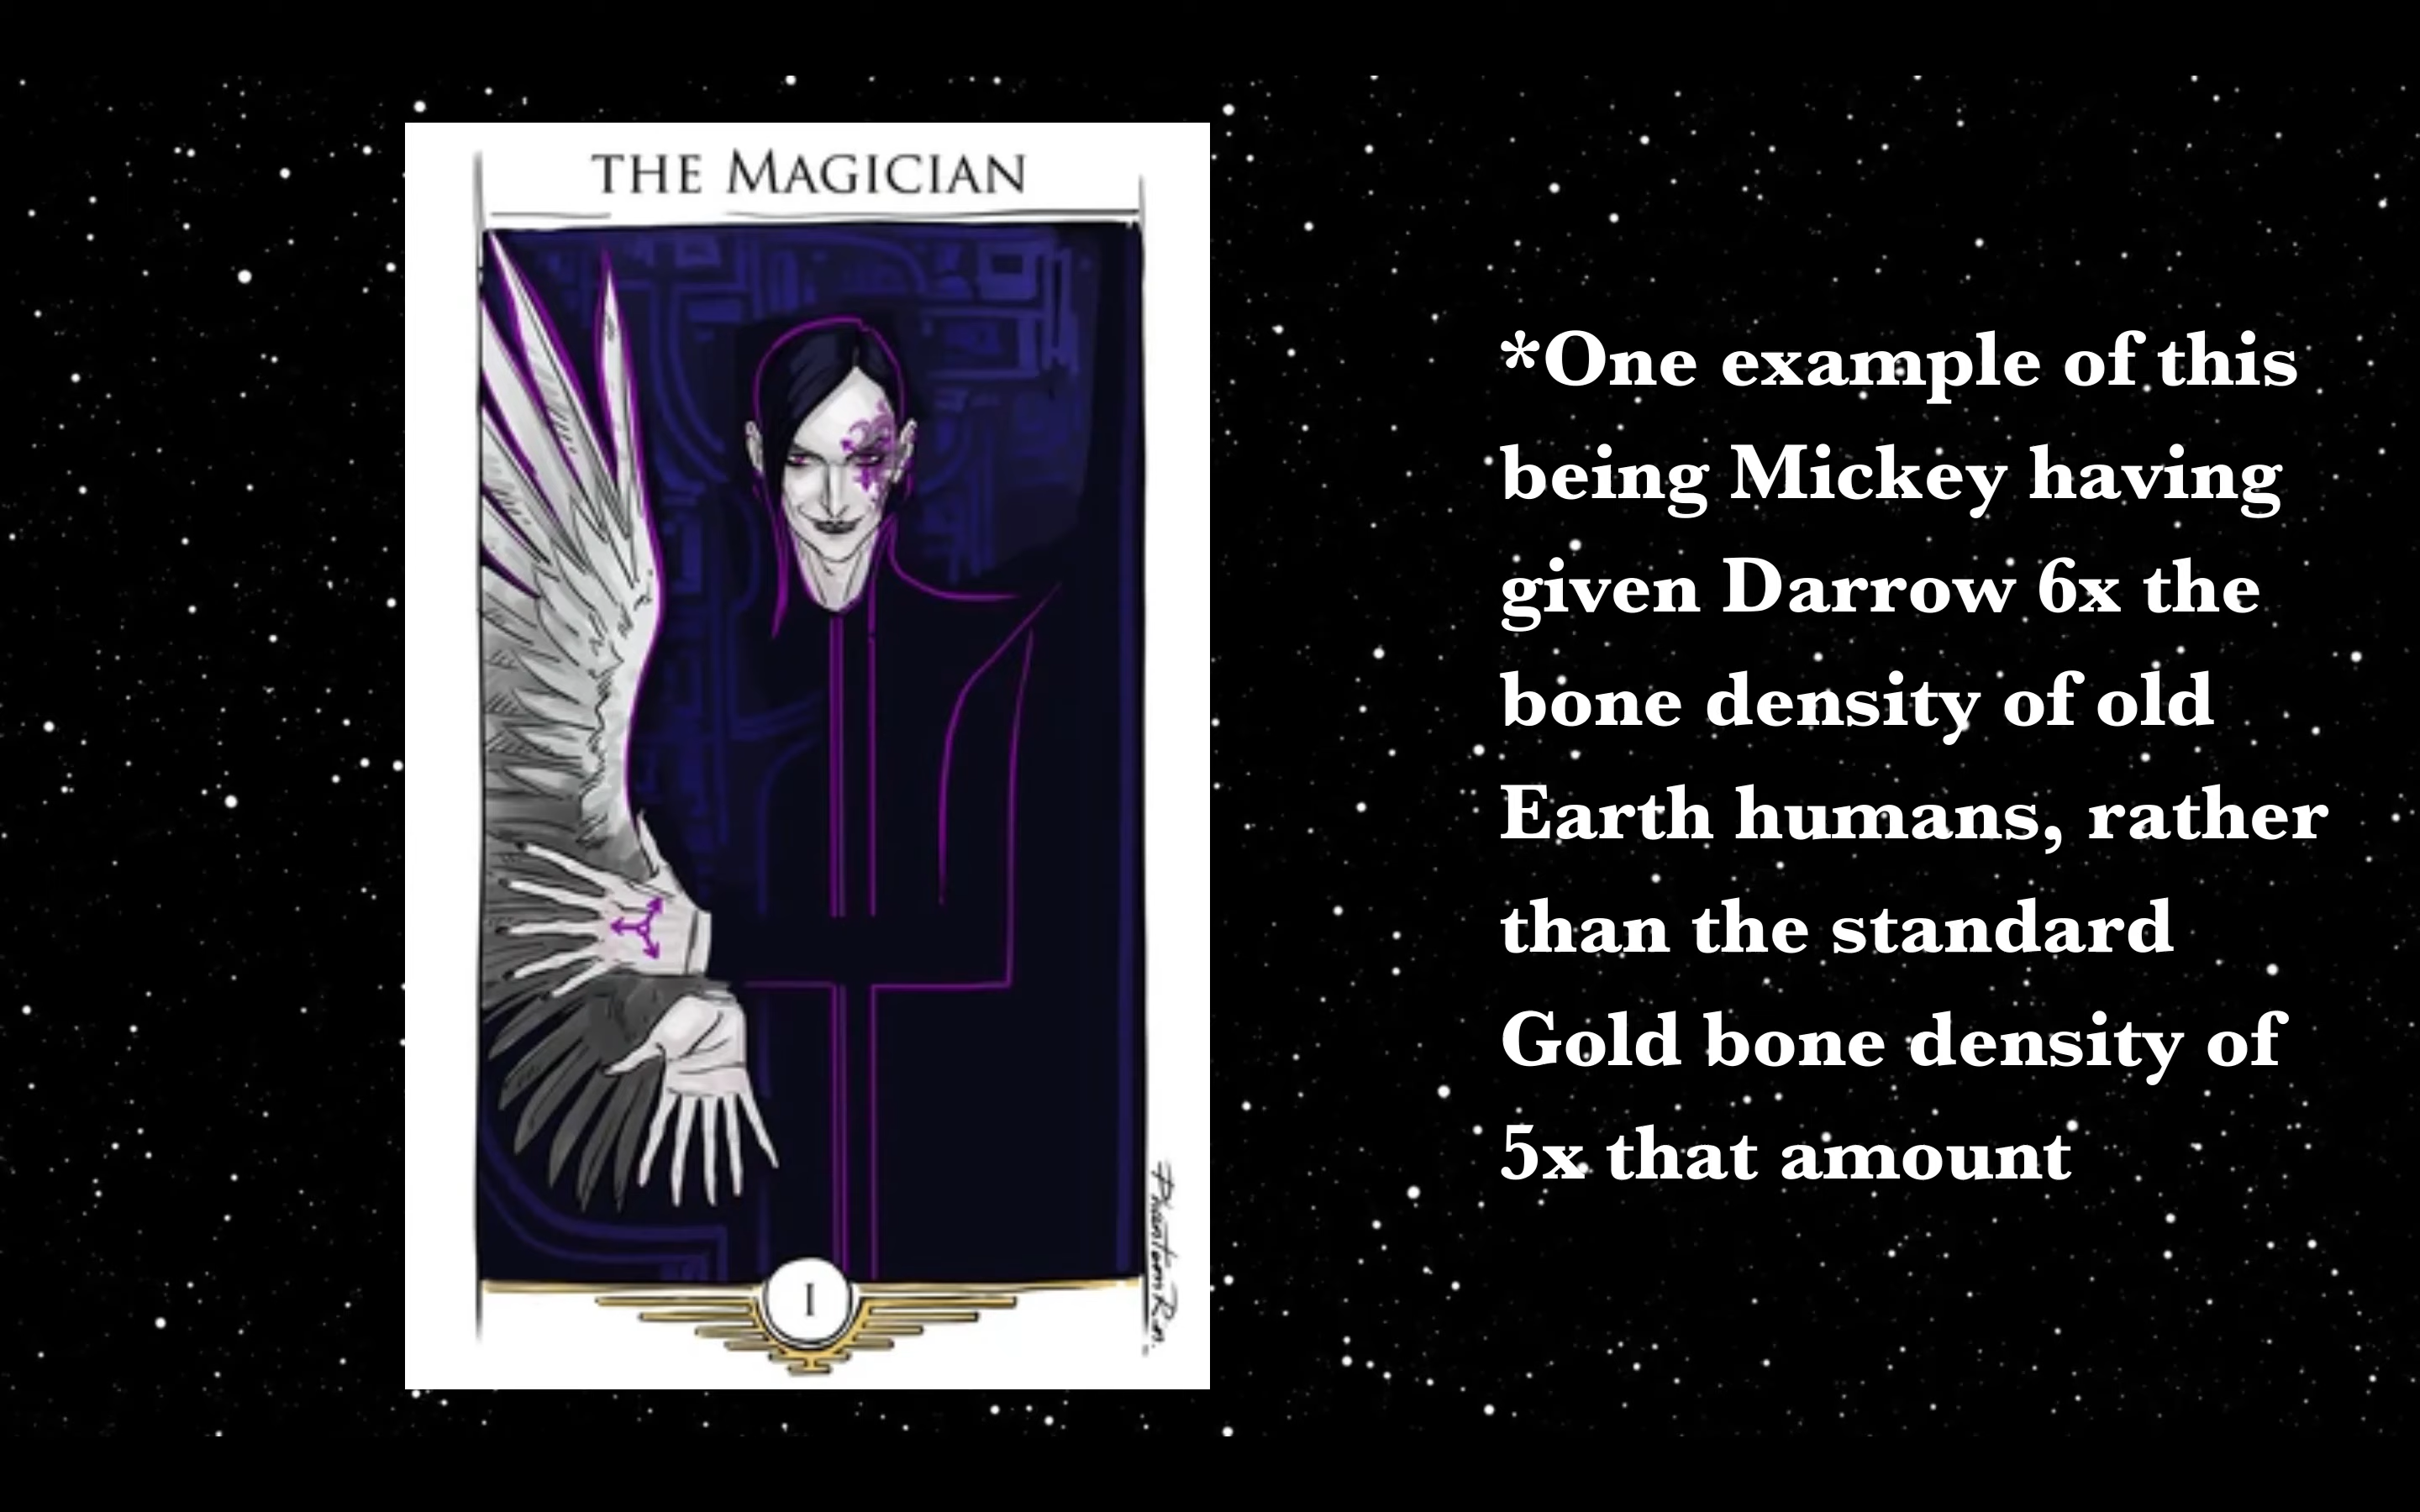 THE MAGICIAN
*One example of this
being Mickey having
given Darrow 6x the
bone density of old
Earth humans, rather
than the standard
Gold bone density of
5x that amount
I